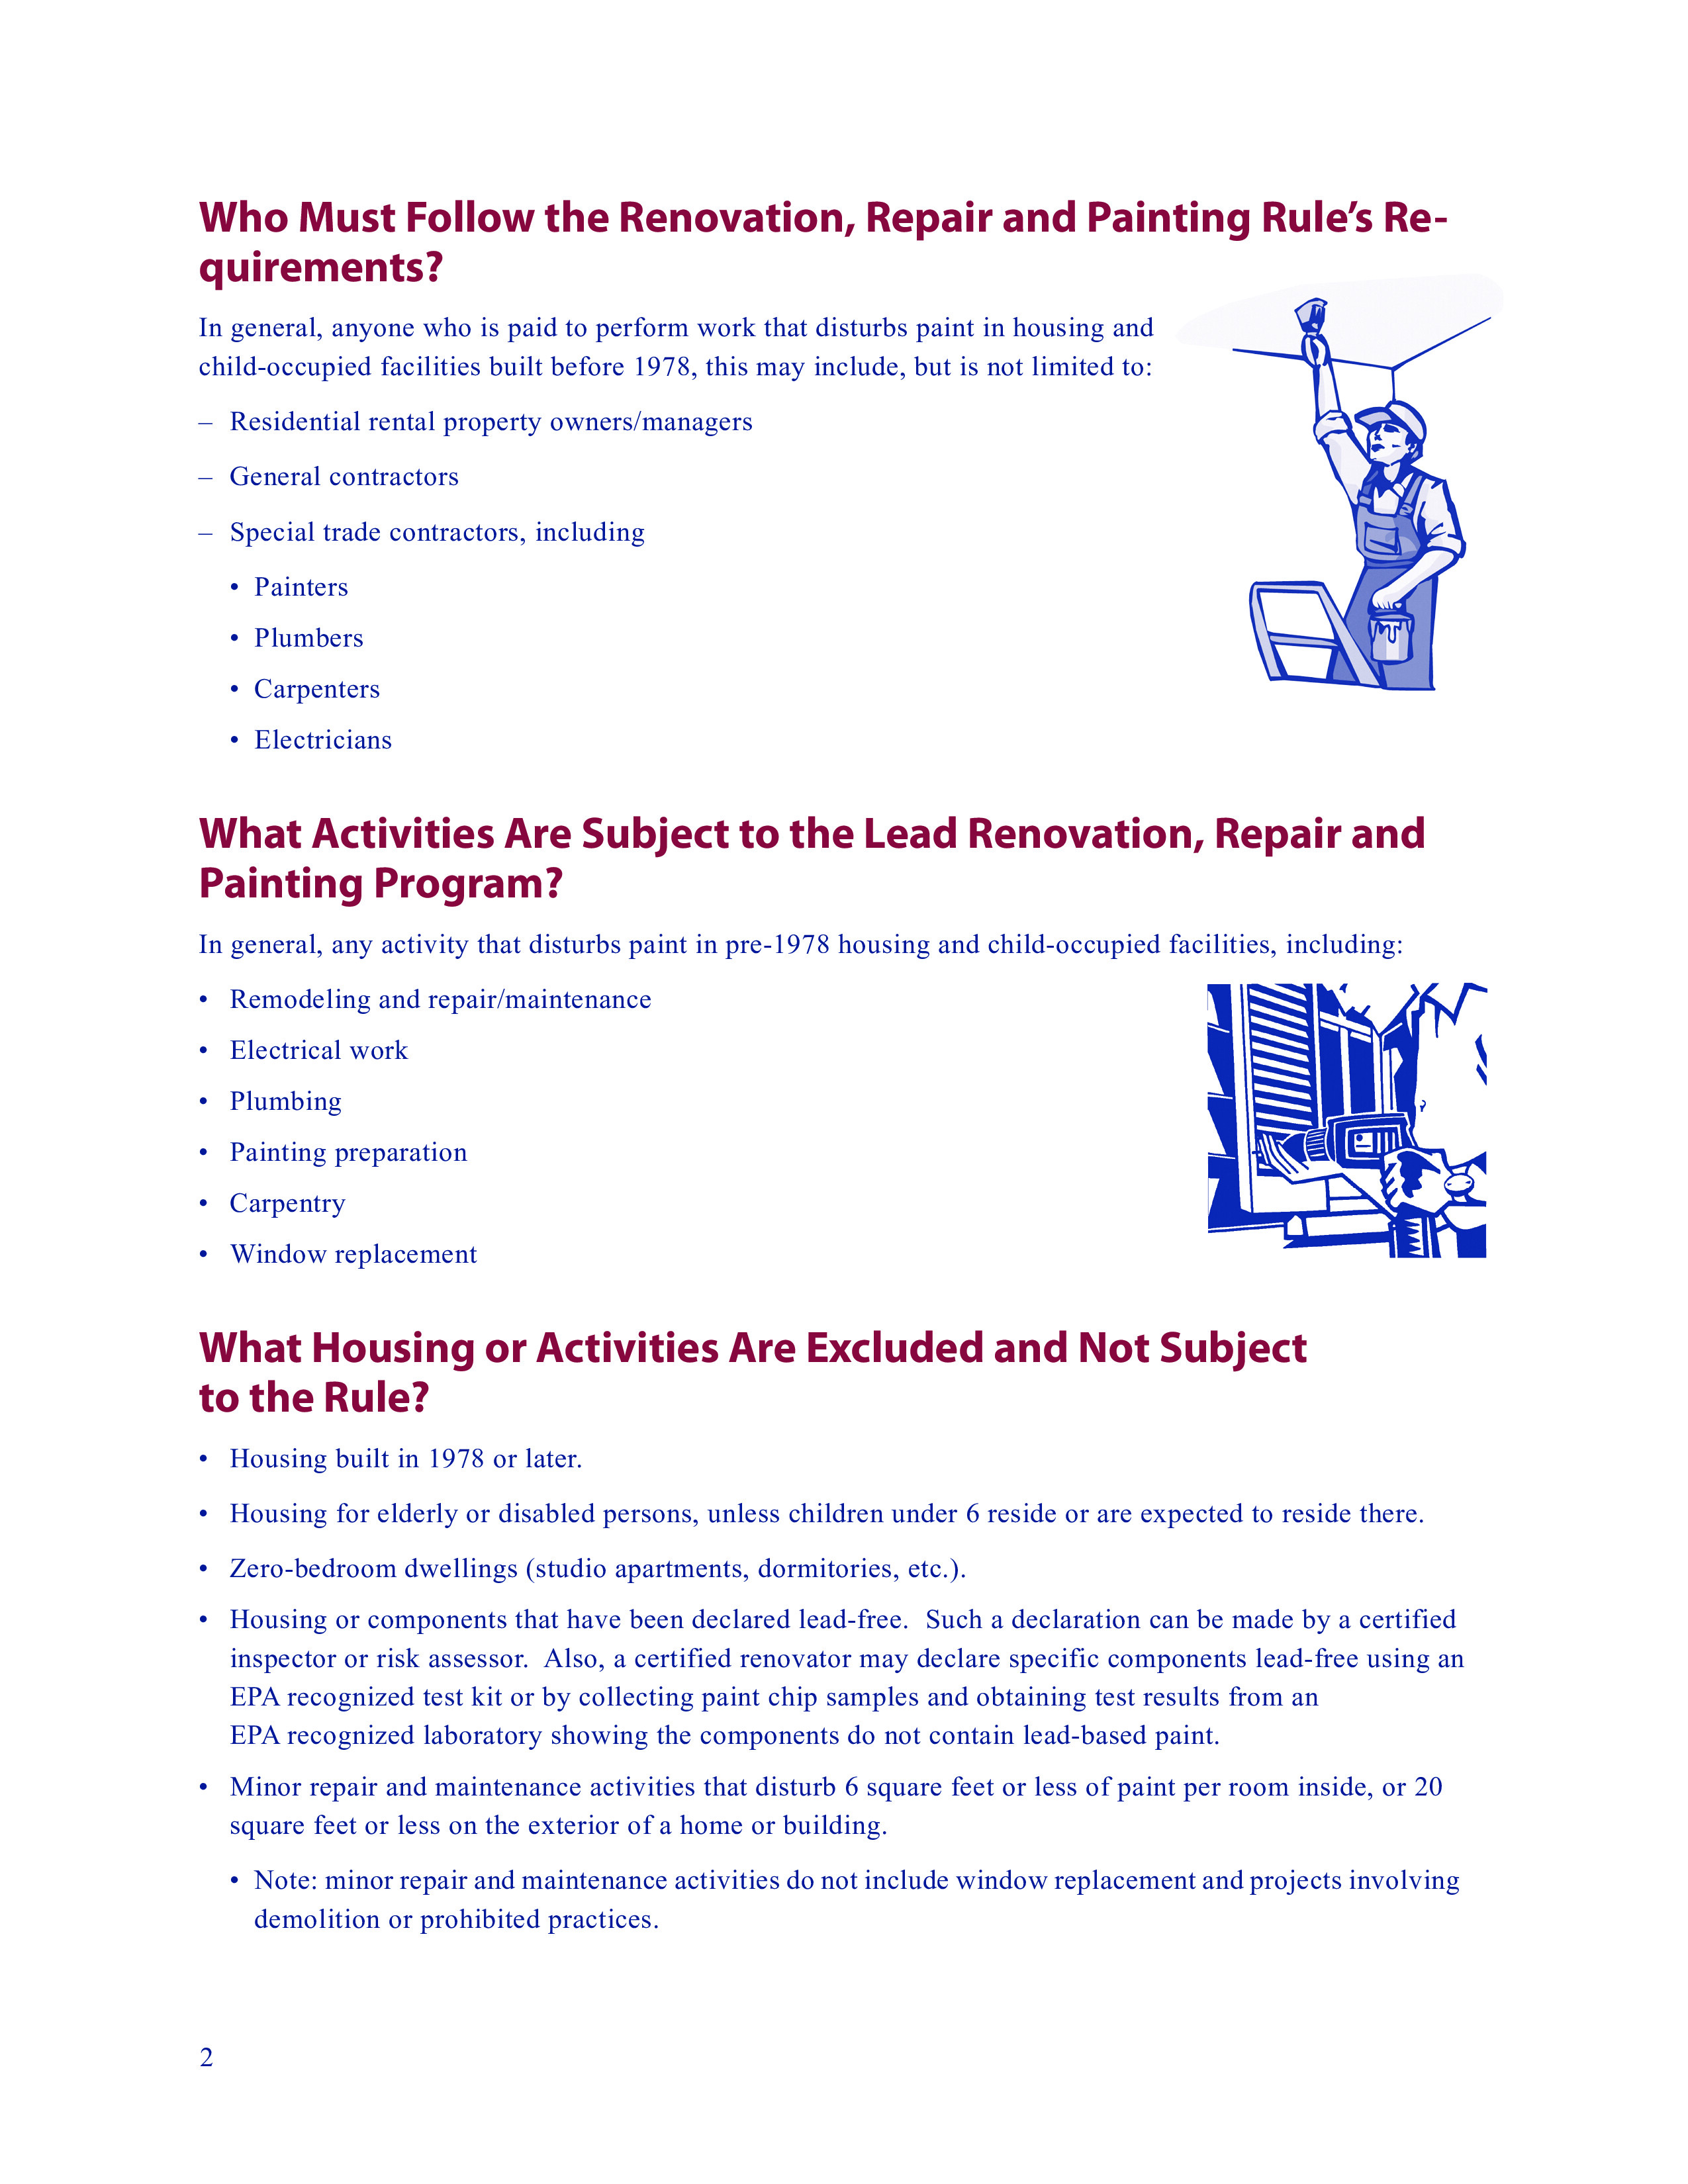 Who Must Follow the Renovation, Repair and Painting Rule’s Re-
quirements?
In general, anyone who is paid to perform work that disturbs paint in housing and
child-occupied facilities built before 1978, this may include, but is not limited to:
– Residential rental property owners/managers
– General contractors
– Special trade contractors, including
• Painters
• Plumbers
• Carpenters
• Electricians
What Activities Are Subject to the Lead Renovation, Repair and
Painting Program?
In general, any activity that disturbs paint in pre-1978 housing and child-occupied facilities, including:
• Remodeling and repair/maintenance
• Electrical work
• Plumbing
• Painting preparation
• Carpentry
• Window replacement
What Housing or Activities Are Excluded and Not Subject
to the Rule?
• Housing built in 1978 or later.
• Housing for elderly or disabled persons, unless children under 6 reside or are expected to reside there.
• Zero-bedroom dwellings (studio apartments, dormitories, etc.).
• Housing or components that have been declared lead-free.  Such a declaration can be made by a certified
inspector or risk assessor.  Also, a certified renovator may declare specific components lead-free using an
EPA recognized test kit or by collecting paint chip samples and obtaining test results from an
EPA recognized laboratory showing the components do not contain lead-based paint.
• Minor repair and maintenance activities that disturb 6 square feet or less of paint per room inside, or 20
square feet or less on the exterior of a home or building.
• Note: minor repair and maintenance activities do not include window replacement and projects involving
demolition or prohibited practices.
2